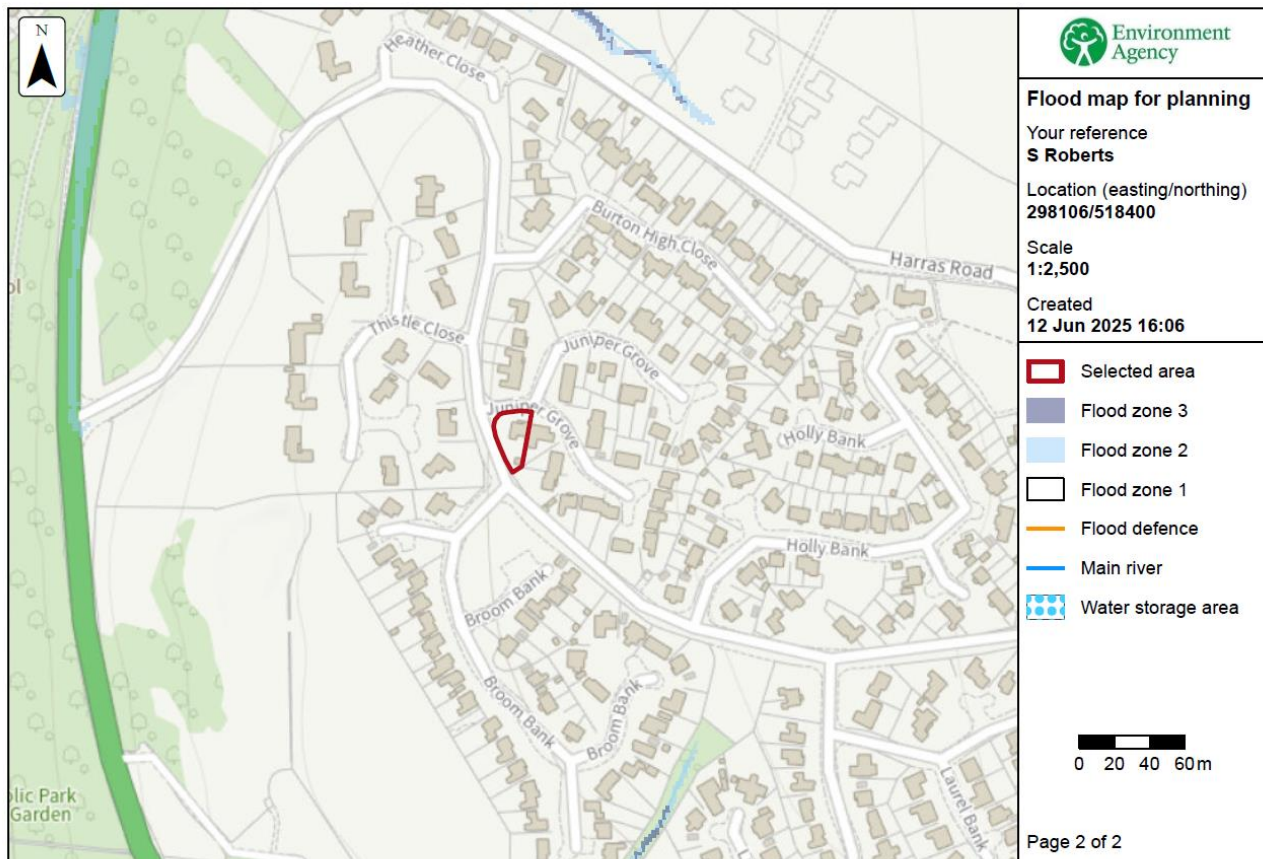 N
Heather Close
Burton High Close
Harras Road
Thistle Close
Juniper Grove
Juniper Grove
Holly Bank
Holly Bank
Broom Bank
Broom Bank
Broom Bank
Laurel Bank
olic Park
Garden
Environment
Agency
Flood map for planning
Your reference
S Roberts
Location (easting/northing)
298106/518400
Scale
1:2,500
Created
12 Jun 2025 16:06
Selected area
Flood zone 3
Flood zone 2
Flood zone 1
Flood defence
Main river
Water storage area
0 20 40 60m
Page 2 of 2